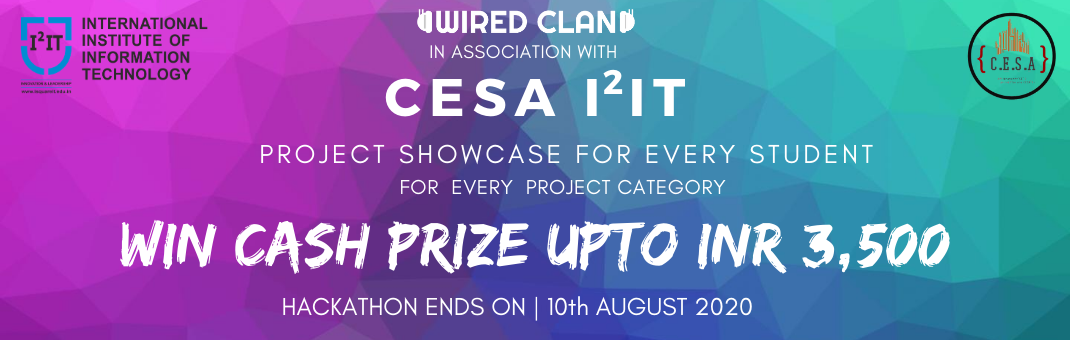 I²IT
INTERNATIONAL
INSTITUTE OF
INFORMATION
TECHNOLOGY
WIRED CLAN
IN ASSOCIATION WITH
CESA I²IT
{ C.E.S.A }
PROJECT SHOWCASE FOR EVERY STUDENT
FOR EVERY PROJECT CATEGORY
WIN CASH PRIZE UPTO INR 3,500
HACKATHON ENDS ON | 10th AUGUST 2020